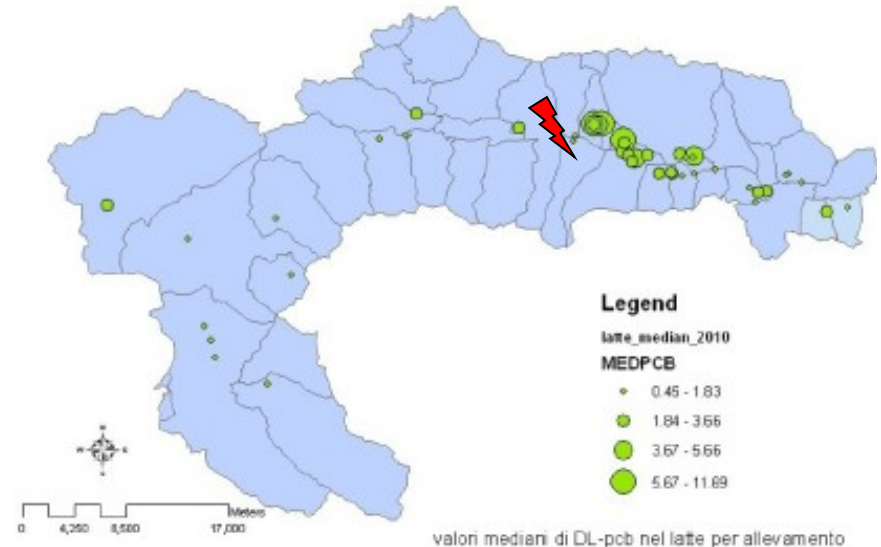 Legend
latte_median_2010
MEDPCB
0.45 - 1.83
1.84 - 3.66
3.67 - 5.66
5.67 - 11.69
N
W E
S
Meters
0 4,250 8,500 17,000
valori mediani di DL-pcb nel latte per allevamento